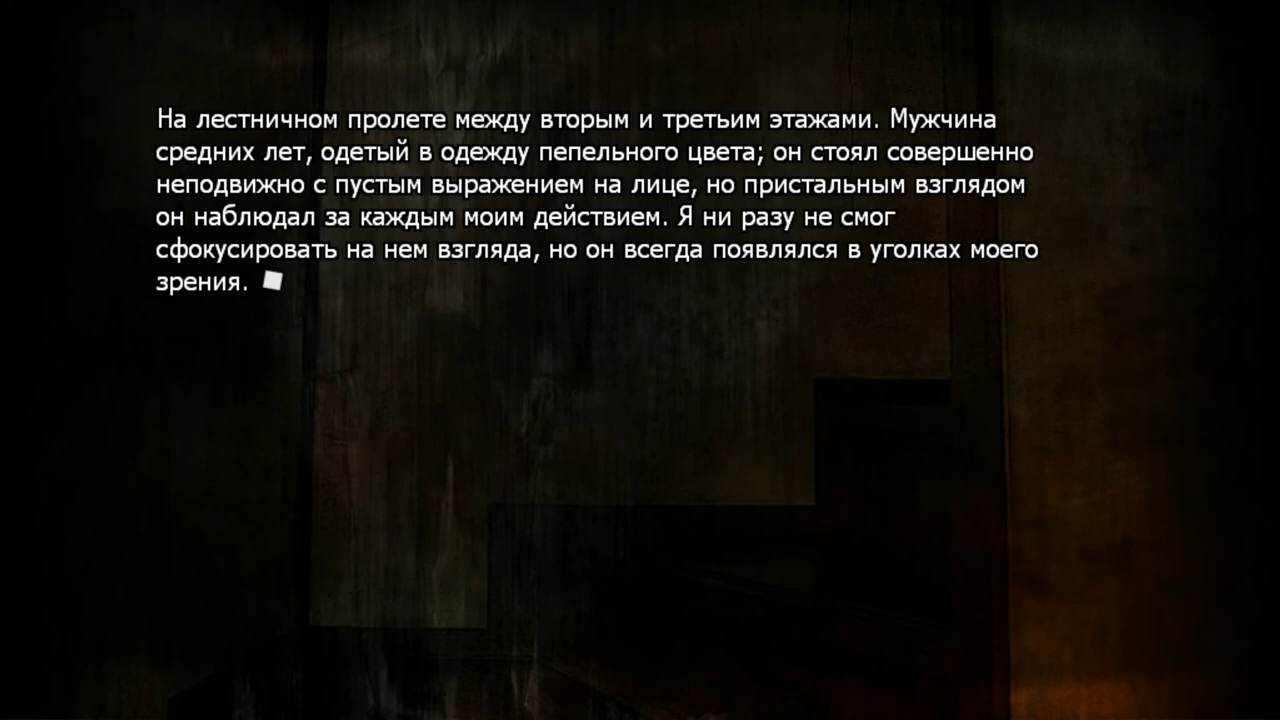 На лестничном пролете между вторым и третьим этажами. Мужчина
средних лет, одетый в одежду пепельного цвета; он стоял совершенно
неподвижно с пустым выражением на лице, но пристальным взглядом
он наблюдал за каждым моим действием. Я ни разу не смог
сфокусировать на нем взгляда, но он всегда появлялся в уголках моего
зрения.